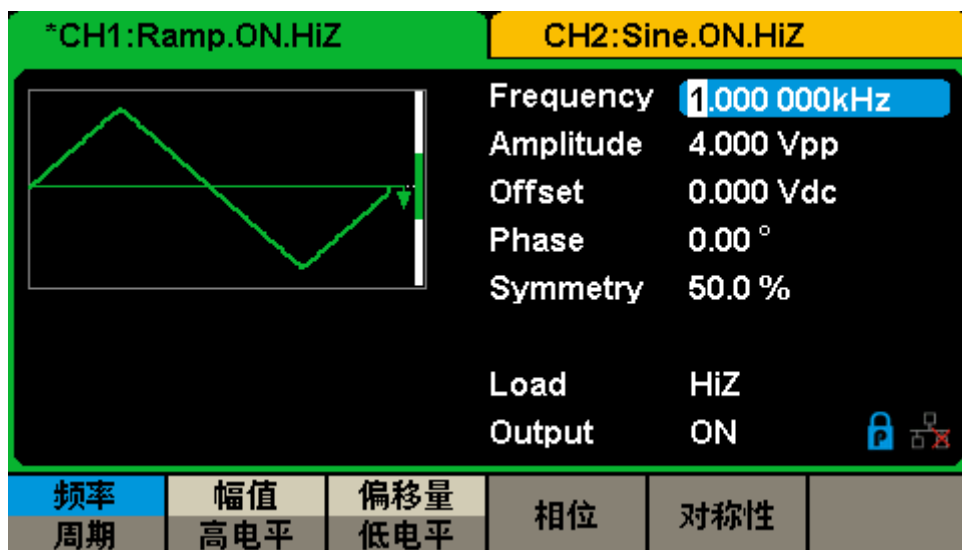 *CH1:Ramp.ON.HiZ CH2:Sine.ON.HiZ
Frequency 1.000 000kHz
Amplitude 4.000 Vpp
Offset 0.000 Vdc
Phase 0.00 °
Symmetry 50.0 %
Load HiZ
Output ON P
频率 幅值 偏移量 相位 对称性
周期 高电平 低电平